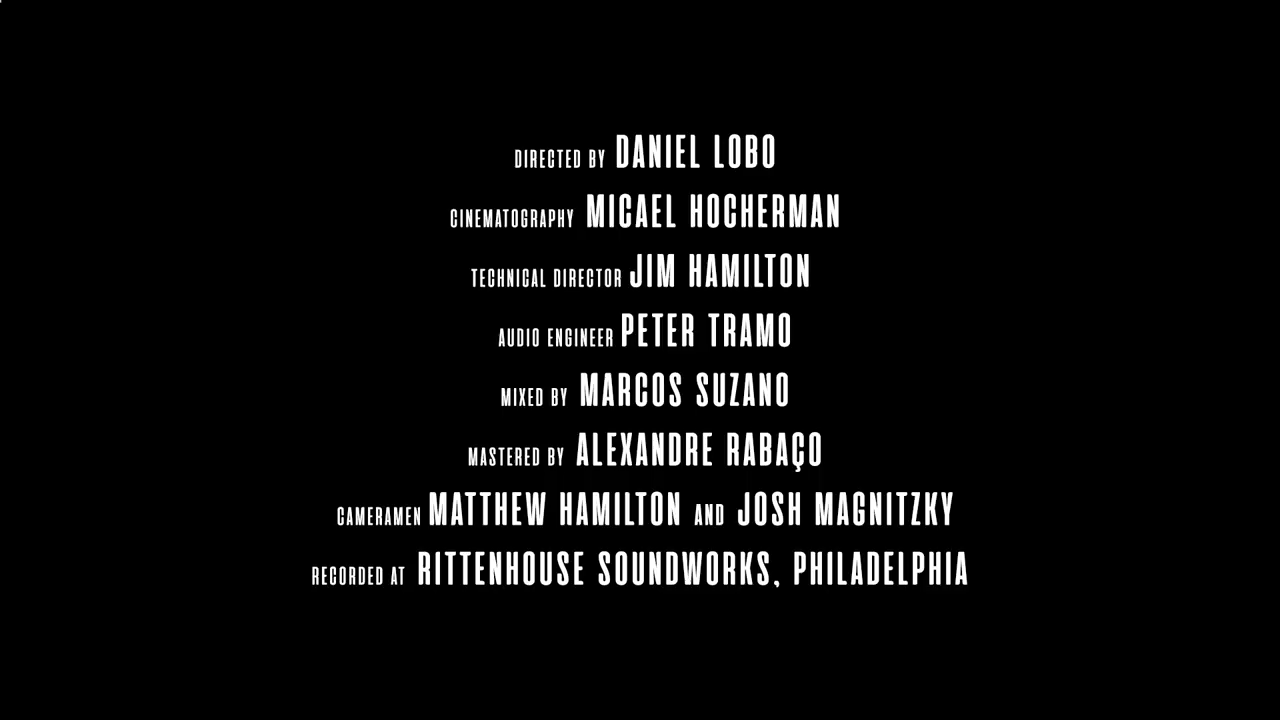 DIRECTED BY DANIEL LOBO
CINEMATOGRAPHY MICAEL HOCHERMAN
TECHNICAL DIRECTOR JIM HAMILTON
AUDIO ENGINEER PETER TRAMO
MIXED BY MARCOS SUZANO
MASTERED BY ALEXANDRE RABAÇO
CAMERAMEN MATTHEW HAMILTON AND JOSH MAGNITZKY
RECORDED AT RITTENHOUSE SOUNDWORKS, PHILADELPHIA